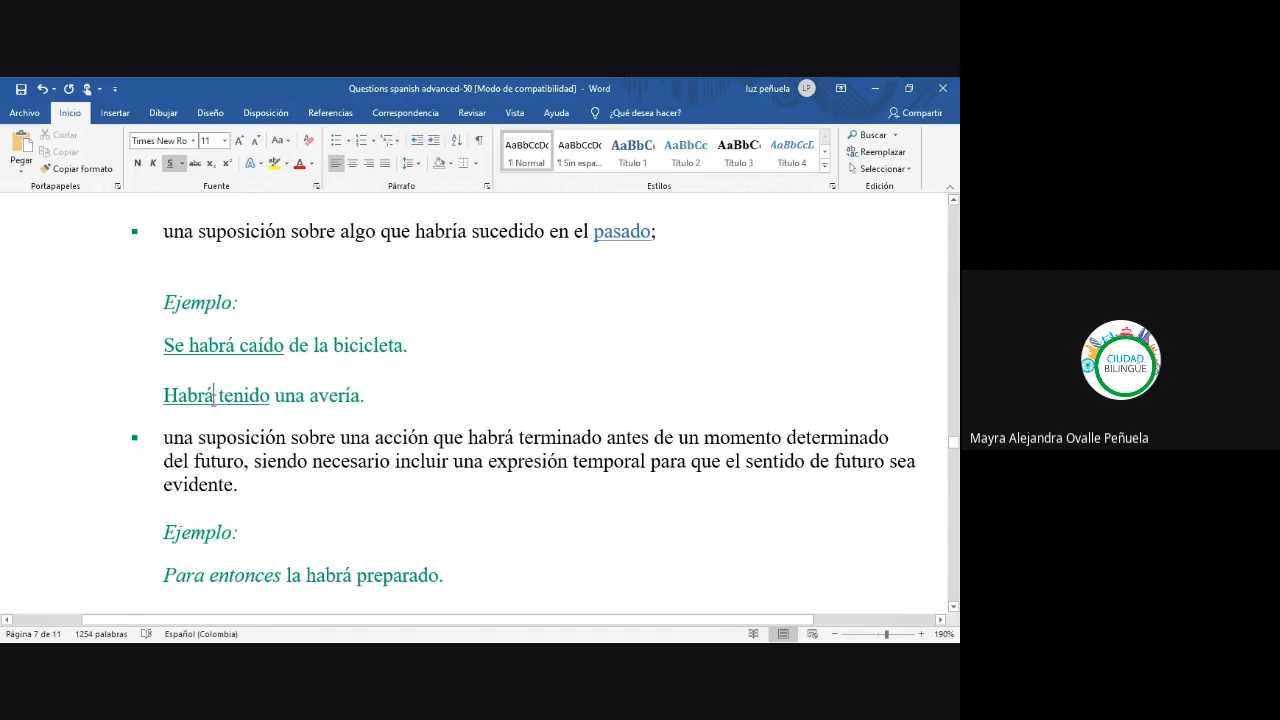 Questions spanish advanced-50 [Modo de compatibilidad] - Word
luz peñuela
LP
Archivo
Inicio
Insertar
Dibujar
Diseño
Disposición
Referencias
Correspondencia
Revisar
Vista
Ayuda
¿Qué desea hacer?
Compartir
Pegar
Cortar
Copiar
Copiar formato
Portapapeles
Times New Ro
11
Aa
N K S abc x₂ x²
Fuente
Párrafo
AaBbCcDc
¶ Normal
AaBbCcDc
¶ Sin espa...
AaBbC
Título 1
AaBbCc
Título 2
AaBbC
Título 3
AaBbCcD
Título 4
Estilos
Buscar
Reemplazar
Seleccionar
Edición
una suposición sobre algo que habría sucedido en el pasado;
Ejemplo:
Se habrá caído de la bicicleta.
Habrá tenido una avería.
una suposición sobre una acción que habrá terminado antes de un momento determinado
del futuro, siendo necesario incluir una expresión temporal para que el sentido de futuro sea
evidente.
Ejemplo:
Para entonces la habrá preparado.
Página 7 de 11
1254 palabras
Español (Colombia)
190%
CIUDAD
BILINGÜE
Mayra Alejandra Ovalle Peñuela